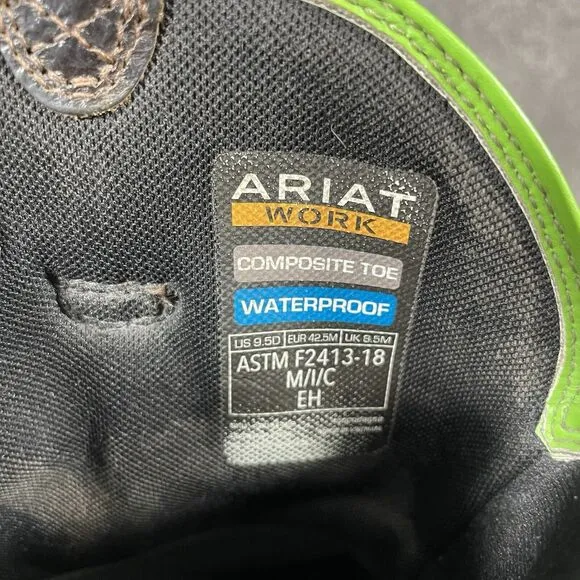 ARIAT
WORK
COMPOSITE TOE
WATERPROOF
US 9.5D EUR 42.5M UK 8.5M
ASTM F2413-18
M/I/C
EH